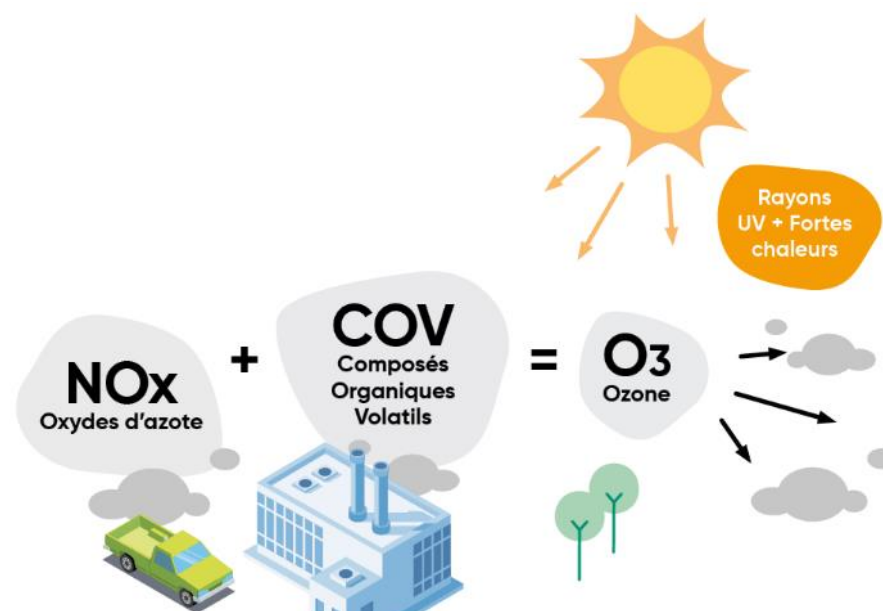 Rayons
UV + Fortes
chaleurs
NOx
Oxydes d'azote
+
COV
Composés
Organiques
Volatils
=
O3
Ozone